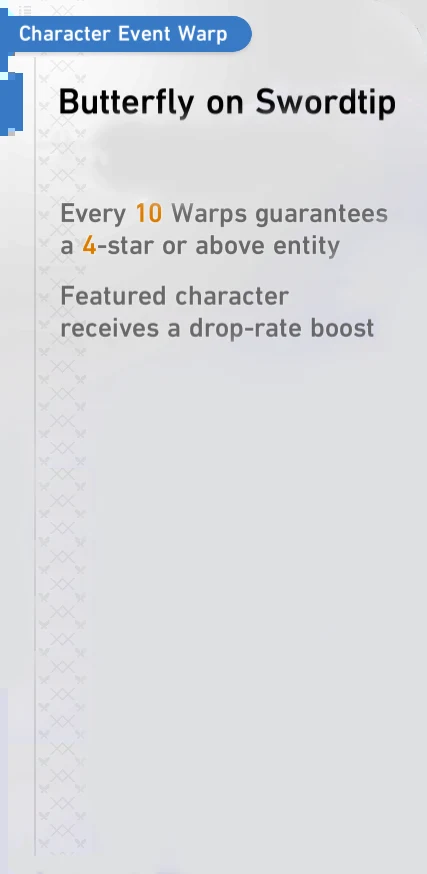 Character Event Warp
Butterfly on Swordtip
Every 10 Warps guarantees
a 4-star or above entity
Featured character
receives a drop-rate boost